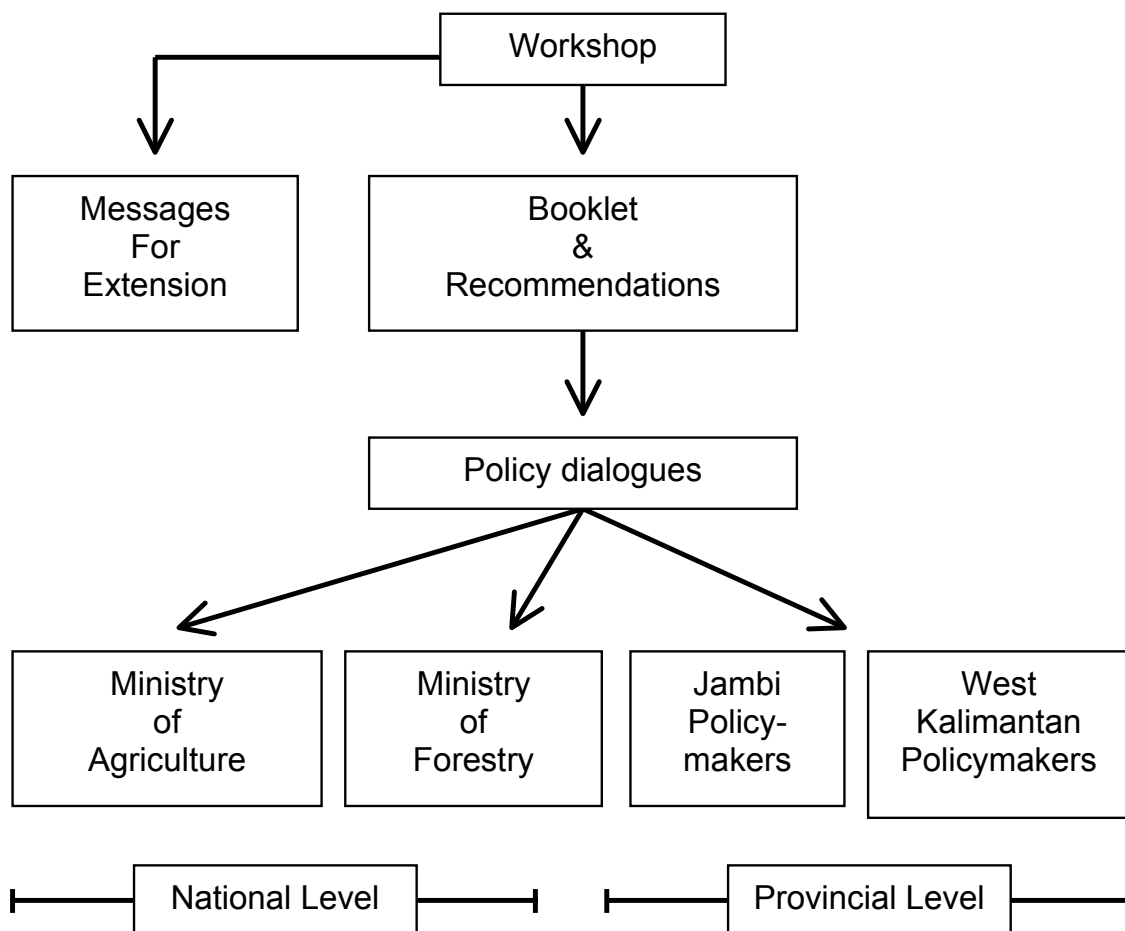 Workshop
Messages
For
Extension
Booklet
&
Recommendations
Policy dialogues
Ministry
of
Agriculture
Ministry
of
Forestry
Jambi
Policy-
makers
West
Kalimantan
Policymakers
National Level
Provincial Level